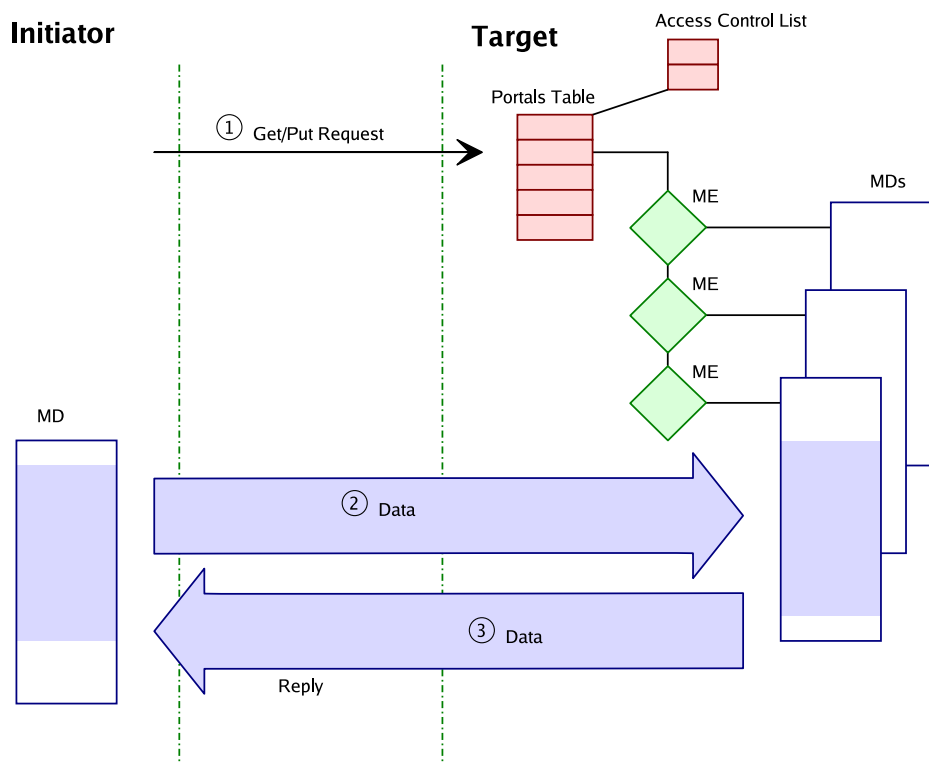 Initiator
Target
Access Control List
Portals Table
1 Get/Put Request
MDs
ME
ME
ME
MD
2 Data
3 Data
Reply